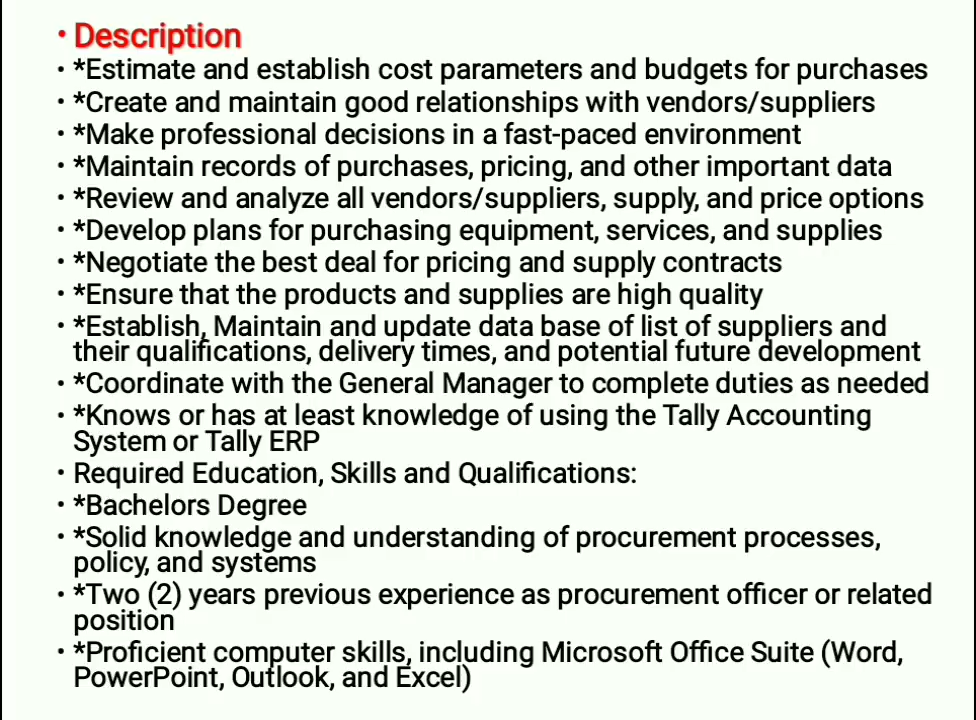 • Description
• *Estimate and establish cost parameters and budgets for purchases
• *Create and maintain good relationships with vendors/suppliers
• *Make professional decisions in a fast-paced environment
• *Maintain records of purchases, pricing, and other important data
• *Review and analyze all vendors/suppliers, supply, and price options
• *Develop plans for purchasing equipment, services, and supplies
• *Negotiate the best deal for pricing and supply contracts
• *Ensure that the products and supplies are high quality
• *Establish, Maintain and update data base of list of suppliers and
their qualifications, delivery times, and potential future development
• *Coordinate with the General Manager to complete duties as needed
• *Knows or has at least knowledge of using the Tally Accounting
System or Tally ERP
• Required Education, Skills and Qualifications:
• *Bachelors Degree
• *Solid knowledge and understanding of procurement processes,
policy, and systems
• *Two (2) years previous experience as procurement officer or related
position
• *Proficient computer skills, including Microsoft Office Suite (Word,
PowerPoint, Outlook, and Excel)